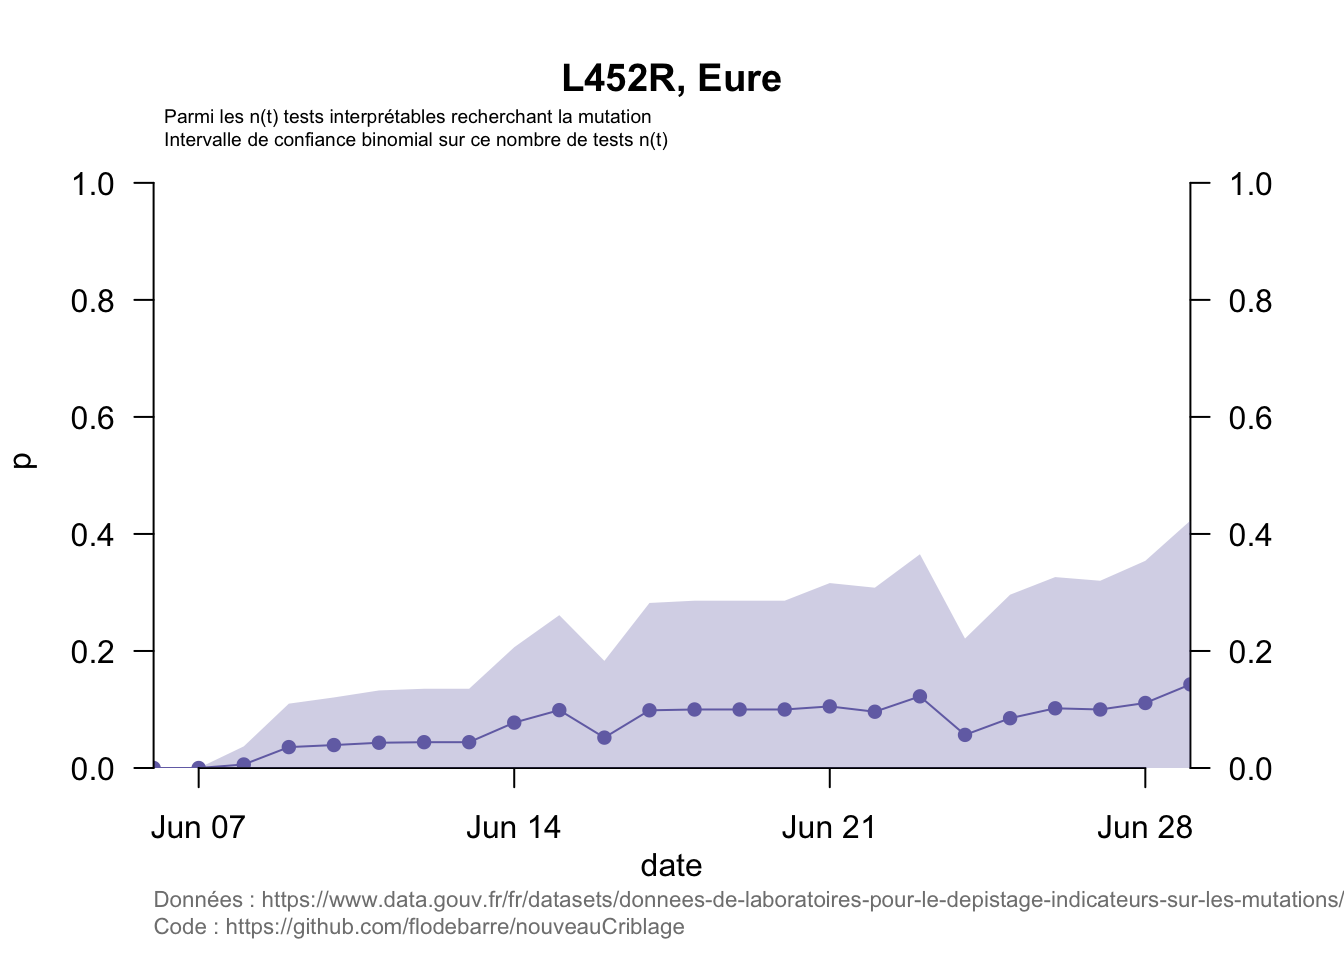 L452R, Eure
Parmi les n(t) tests interprétables recherchant la mutation
Intervalle de confiance binomial sur ce nombre de tests n(t)
1.0 1.0
0.8 0.8
0.6 0.6
p
0.4 0.4
0.2 0.2
0.0 0.0
Jun 07 Jun 14 Jun 21 Jun 28
date
Données : https://www.data.gouv.fr/fr/datasets/donnees-de-laboratoires-pour-le-depistage-indicateurs-sur-les-mutations/
Code : https://github.com/flodebarre/nouveauCriblage